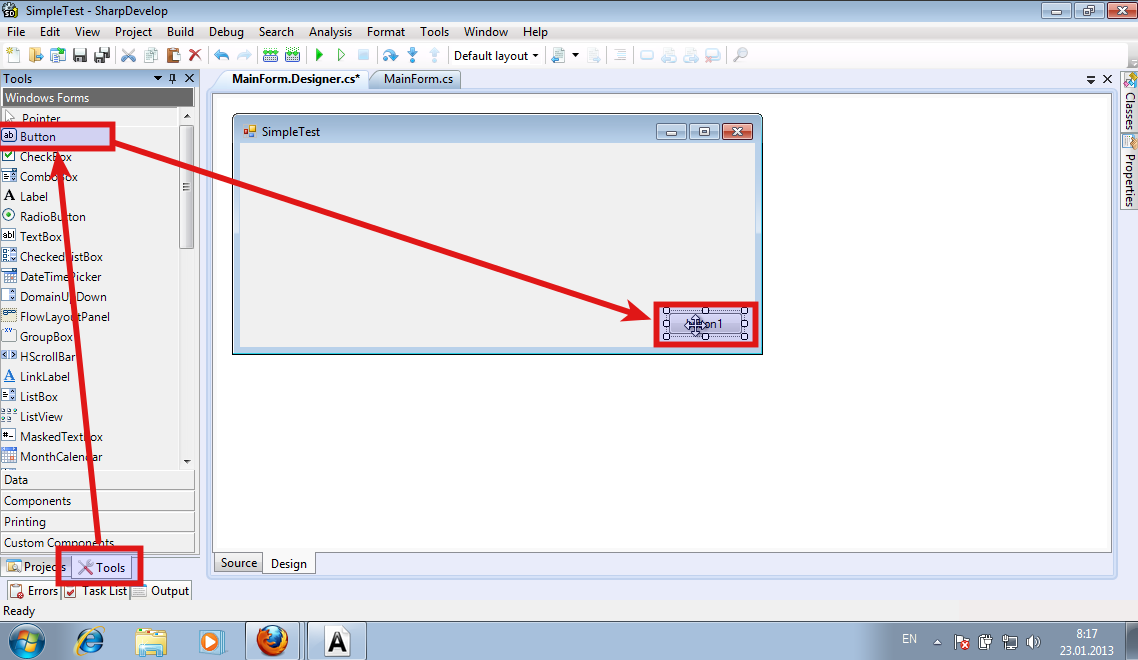 SimpleTest - SharpDevelop
File Edit View Project Build Debug Search Analysis Format Tools Window Help
Default layout
Tools
MainForm.Designer.cs* MainForm.cs
Windows Forms
Pointer
Button
CheckBox
ComboBox
Label
RadioButton
TextBox
CheckedListBox
DateTimePicker
DomainUpDown
FlowLayoutPanel
GroupBox
HScrollBar
LinkLabel
ListBox
ListView
MaskedTextBox
MonthCalendar
Data
Components
Printing
Custom Components
Projects Tools
SimpleTest
on1
Source Design
Classes
Properties
Errors Task List Output
Ready
EN
8:17
23.01.2013